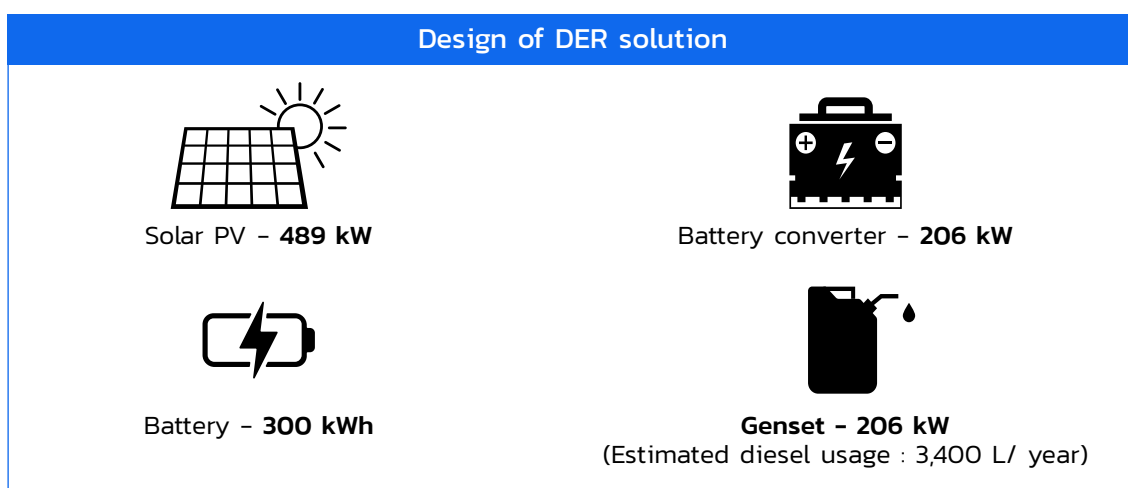 Design of DER solution
Solar PV – 489 kW
Battery converter – 206 kW
Battery – 300 kWh
Genset – 206 kW
(Estimated diesel usage : 3,400 L/ year)